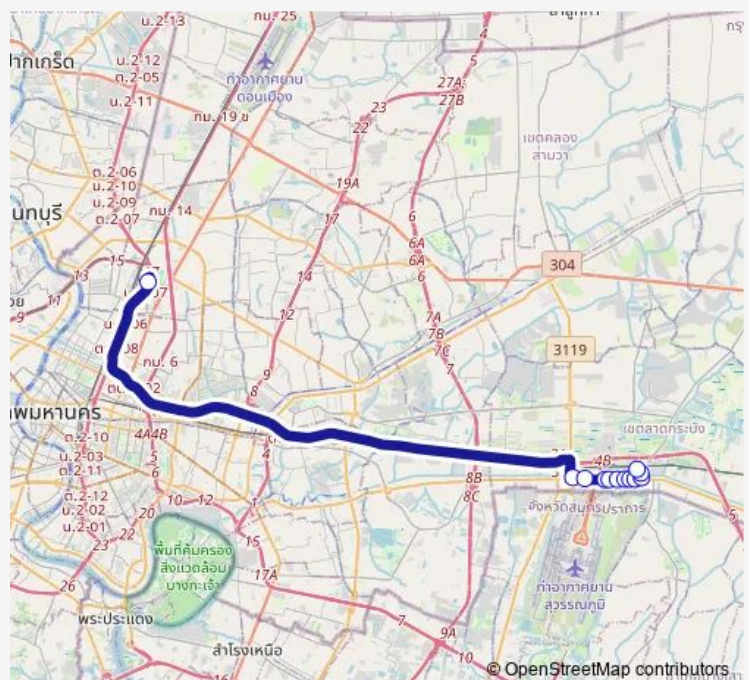 กม. 25
น.2-13
ปากเกร็ด
น.2-12
ต.2-05
น.2-11
ท่าอากาศยาน
ดอนเมือง
กม. 19 ข
4
5
27A
27B
23
22
เขตคลอง
สามวา
ต.2-06
น.2-10
น.2-09
ต.2-07
กม. 14
19A
17
นนทบุรี
6
15
13
6A
6A
6
14
304
11
9
12
7A
7B
7C
3119
กม. 6
7
9
8
4A4B
ต.2-10
2-03
ต.2-11
เขตลาดกระบัง
4B
8B
8C
4
1
5
ต.2-12
น.2-02
น.2-01
10
12
20
22
23
15
จังหวัดสมุทรปราการ
พื้นที่คุ้มครอง
สิ่งแวดล้อม
บางกะเจ้า
ท่าอากาศยาน
สุวรรณภูมิ
26
17A
พระประแดง
7
สำโรงเหนือ
9A
10
© OpenStreetMap contributors